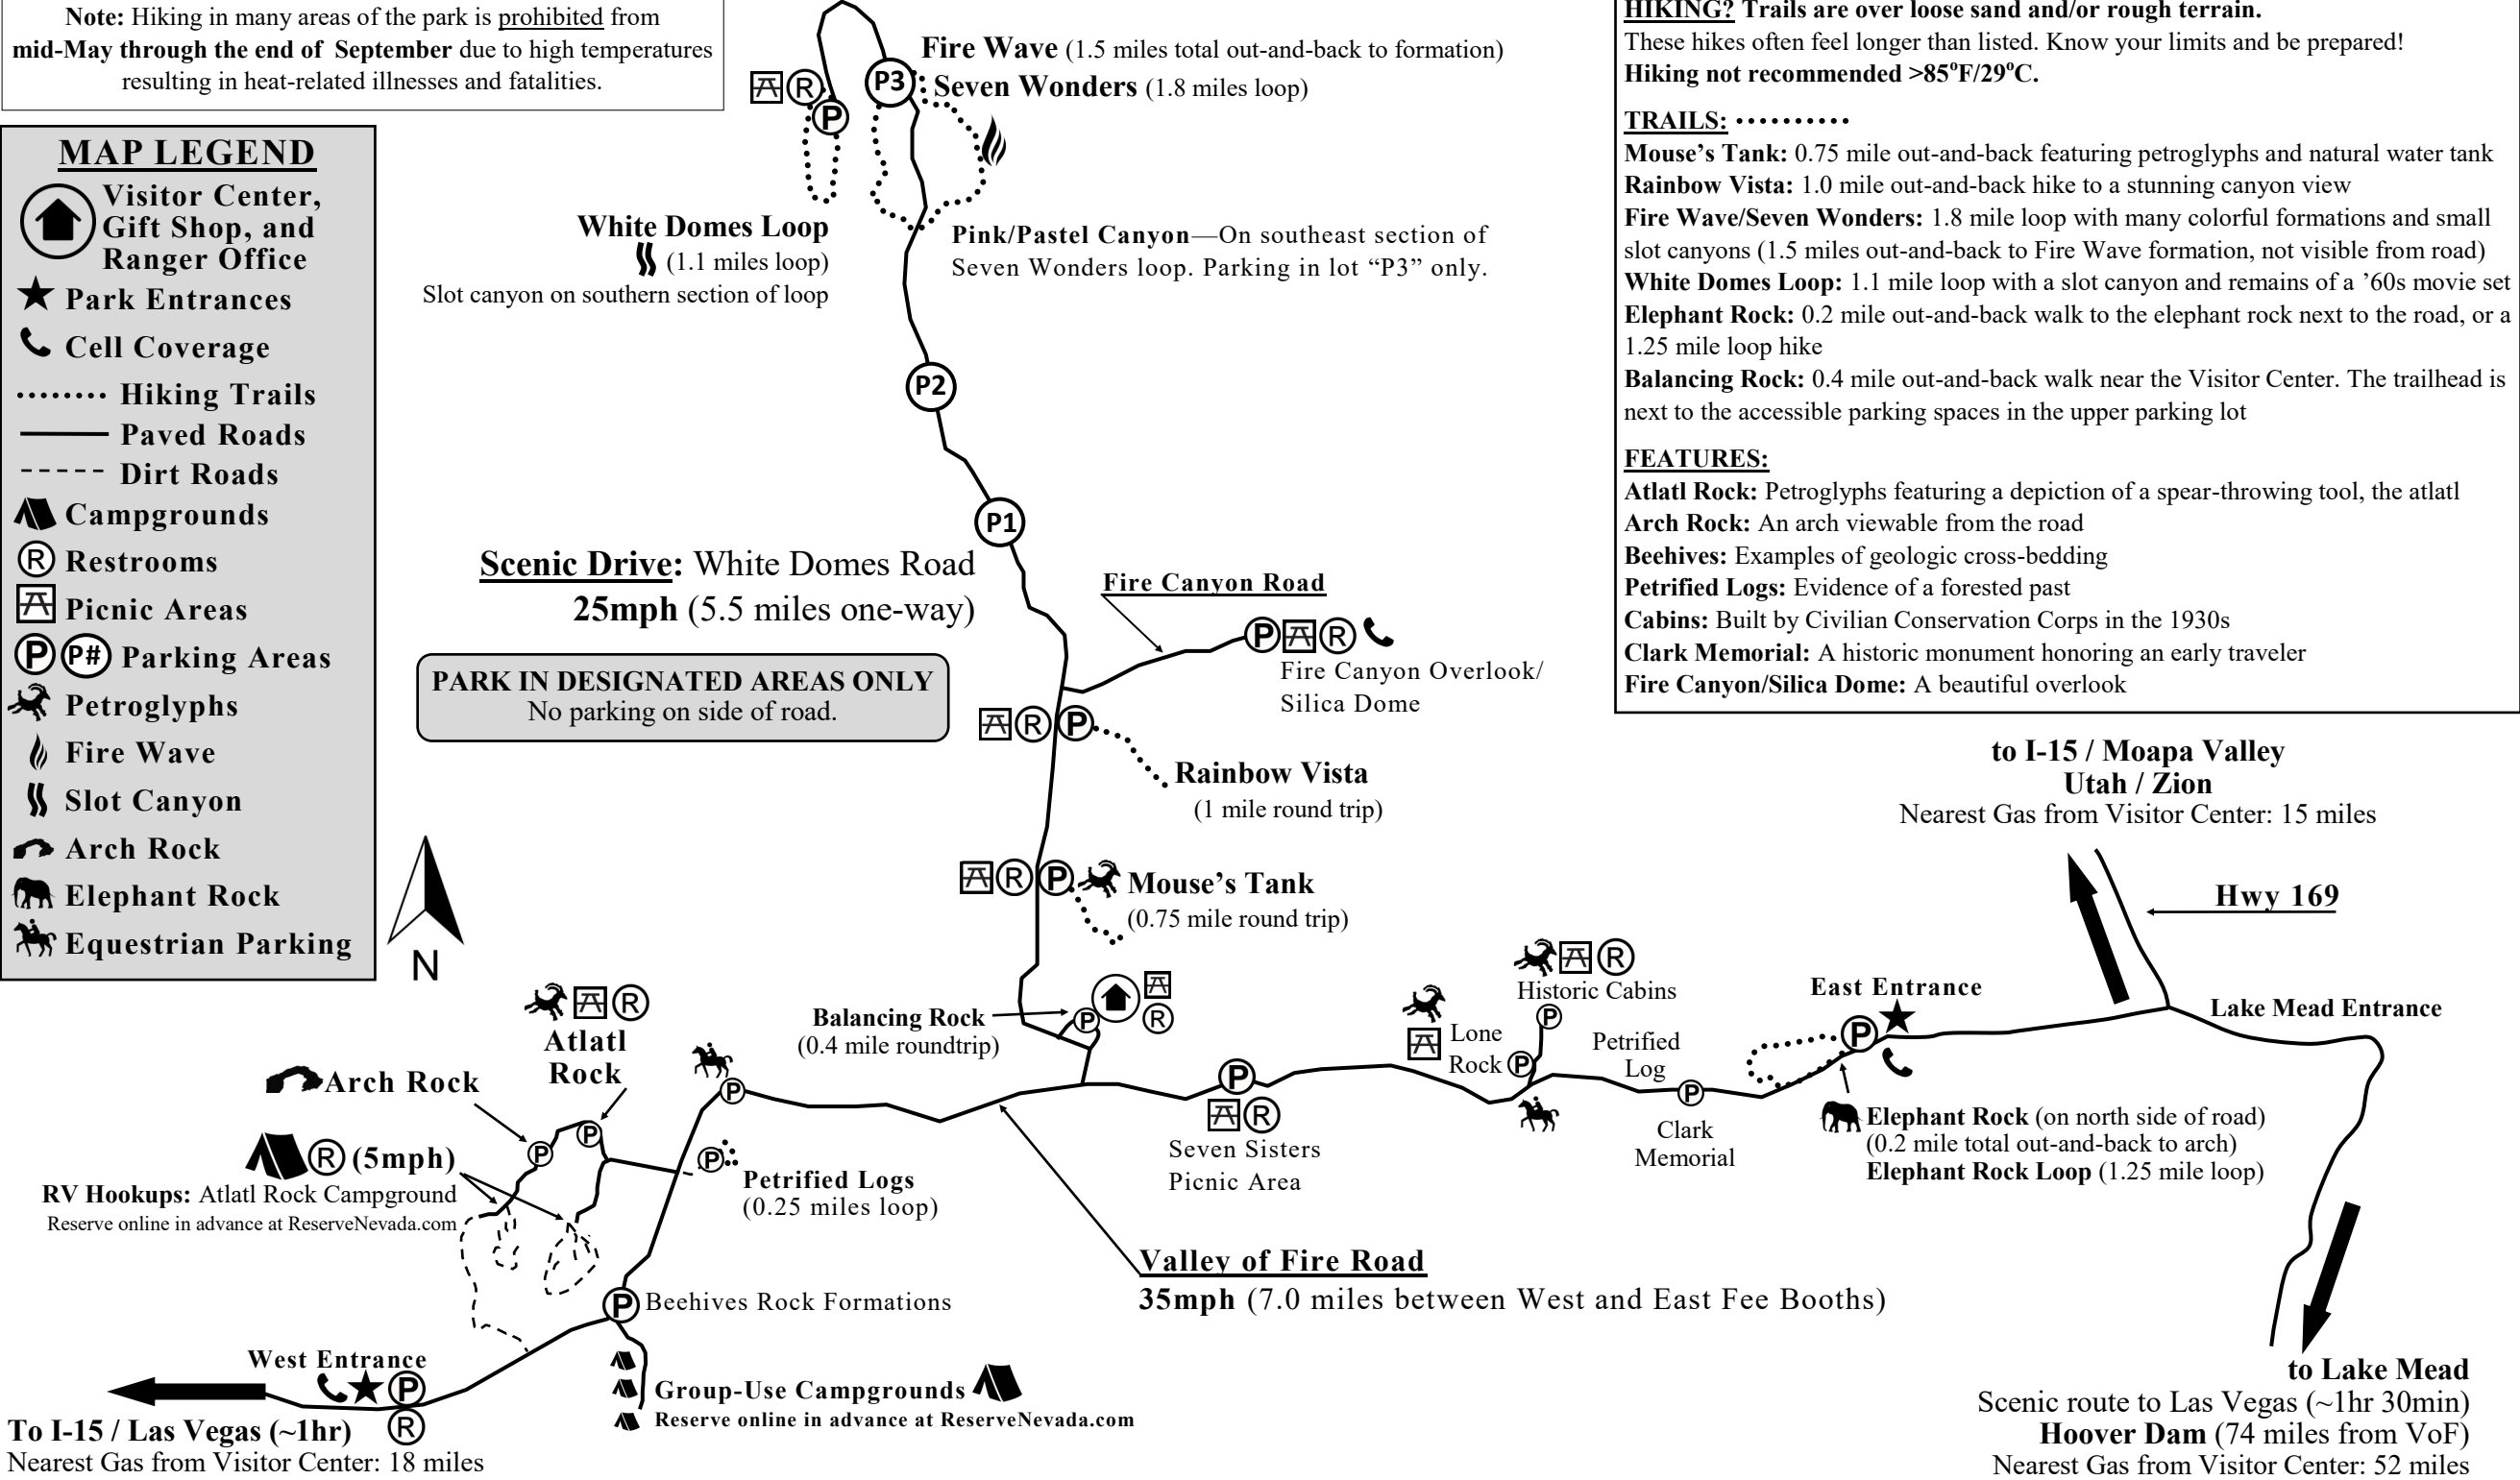 Note: Hiking in many areas of the park is prohibited from
mid-May through the end of September due to high temperatures
resulting in heat-related illnesses and fatalities.
MAP LEGEND
Visitor Center,
Gift Shop, and
Ranger Office
Park Entrances
Cell Coverage
Hiking Trails
Paved Roads
Dirt Roads
Campgrounds
R Restrooms
Picnic Areas
P P# Parking Areas
Petroglyphs
Fire Wave
Slot Canyon
Arch Rock
Elephant Rock
Equestrian Parking
N
R
P
P3
Fire Wave (1.5 miles total out-and-back to formation)
Seven Wonders (1.8 miles loop)
White Domes Loop
(1.1 miles loop)
Slot canyon on southern section of loop
Pink/Pastel Canyon—On southeast section of
Seven Wonders loop. Parking in lot “P3” only.
P2
P1
Scenic Drive: White Domes Road
25mph (5.5 miles one-way)
PARK IN DESIGNATED AREAS ONLY
No parking on side of road.
Fire Canyon Road
P R
Fire Canyon Overlook/
Silica Dome
R P
Rainbow Vista
(1 mile round trip)
R P
Mouse’s Tank
(0.75 mile round trip)
Balancing Rock
(0.4 mile roundtrip)
P
R
HIKING? Trails are over loose sand and/or rough terrain.
These hikes often feel longer than listed. Know your limits and be prepared!
Hiking not recommended >85°F/29°C.
TRAILS:
Mouse’s Tank: 0.75 mile out-and-back featuring petroglyphs and natural water tank
Rainbow Vista: 1.0 mile out-and-back hike to a stunning canyon view
Fire Wave/Seven Wonders: 1.8 mile loop with many colorful formations and small
slot canyons (1.5 miles out-and-back to Fire Wave formation, not visible from road)
White Domes Loop: 1.1 mile loop with a slot canyon and remains of a ’60s movie set
Elephant Rock: 0.2 mile out-and-back walk to the elephant rock next to the road, or a
1.25 mile loop hike
Balancing Rock: 0.4 mile out-and-back walk near the Visitor Center. The trailhead is
next to the accessible parking spaces in the upper parking lot
FEATURES:
Atlatl Rock: Petroglyphs featuring a depiction of a spear-throwing tool, the atlatl
Arch Rock: An arch viewable from the road
Beehives: Examples of geologic cross-bedding
Petrified Logs: Evidence of a forested past
Cabins: Built by Civilian Conservation Corps in the 1930s
Clark Memorial: A historic monument honoring an early traveler
Fire Canyon/Silica Dome: A beautiful overlook
to I-15 / Moapa Valley
Utah / Zion
Nearest Gas from Visitor Center: 15 miles
Hwy 169
East Entrance
P
Lake Mead Entrance
R
Historic Cabins
P
Lone
Rock
P
Petrified
Log
P
Clark
Memorial
Elephant Rock (on north side of road)
(0.2 mile total out-and-back to arch)
Elephant Rock Loop (1.25 mile loop)
P
R
Seven Sisters
Picnic Area
R
Atlatl
Rock
P
Arch Rock
P
P
R (5mph)
RV Hookups: Atlatl Rock Campground
Reserve online in advance at ReserveNevada.com
P
Petrified Logs
(0.25 miles loop)
Valley of Fire Road
35mph (7.0 miles between West and East Fee Booths)
P
Beehives Rock Formations
West Entrance
P
R
To I-15 / Las Vegas (~1hr)
Nearest Gas from Visitor Center: 18 miles
Group-Use Campgrounds
Reserve online in advance at ReserveNevada.com
to Lake Mead
Scenic route to Las Vegas (~1hr 30min)
Hoover Dam (74 miles from VoF)
Nearest Gas from Visitor Center: 52 miles